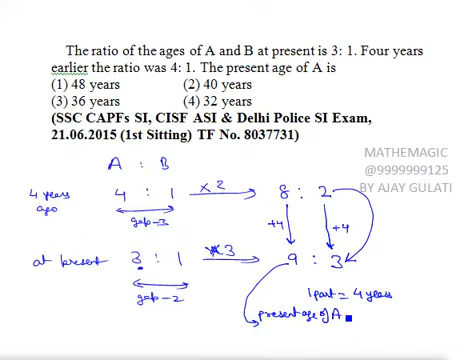 The ratio of the ages of A and B at present is 3: 1. Four years
earlier the ratio was 4: 1. The present age of A is
(1) 48 years (2) 40 years
(3) 36 years (4) 32 years
(SSC CAPFs SI, CISF ASI & Delhi Police SI Exam,
21.06.2015 (1st Sitting) TF No. 8037731)
MATHEMAGIC
@9999999125
BY AJAY GULATI
A : B
4 years ago 4 : 1 ×2 8 : 2
gap-3 +4 +4
at present 3 : 1 ×3 9 : 3
gap-2
1 part = 4 years
present age of A =